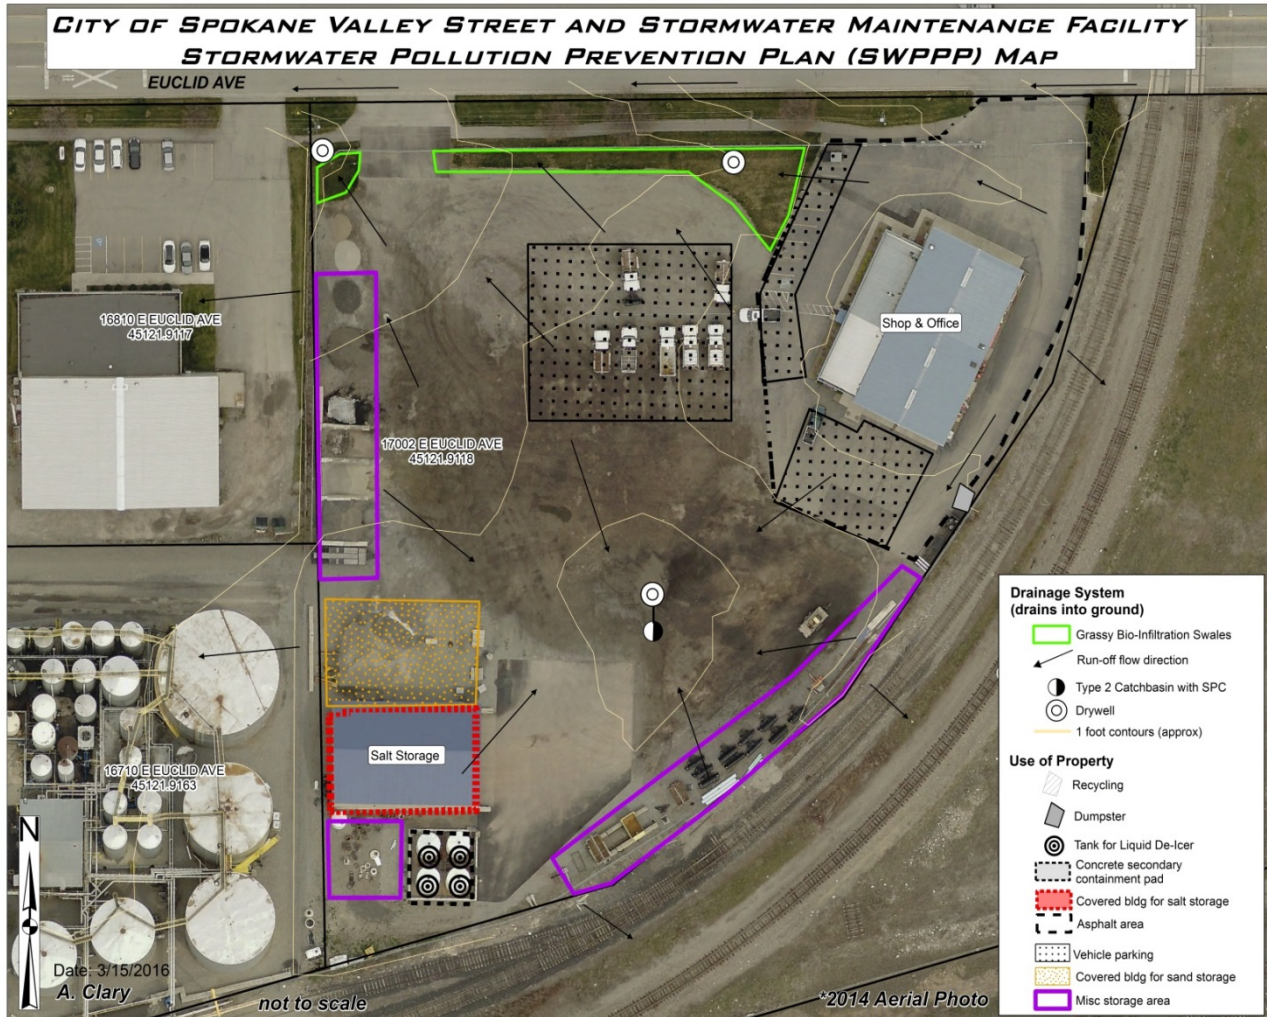 CITY OF SPOKANE VALLEY STREET AND STORMWATER MAINTENANCE FACILITY
STORMWATER POLLUTION PREVENTION PLAN (SWPPP) MAP
EUCLID AVE
Shop & Office
16810 E EUCLID AVE
45121.9117
17002 E EUCLID AVE
45121.9118
Salt Storage
16710 E EUCLID AVE
45121.9163
N
Date: 3/15/2016
A. Clary
not to scale
*2014 Aerial Photo
Drainage System
(drains into ground)
Grassy Bio-Infiltration Swales
Run-off flow direction
Type 2 Catchbasin with SPC
Drywell
1 foot contours (approx)
Use of Property
Recycling
Dumpster
Tank for Liquid De-Icer
Concrete secondary
containment pad
Covered bldg for salt storage
Asphalt area
Vehicle parking
Covered bldg for sand storage
Misc storage area